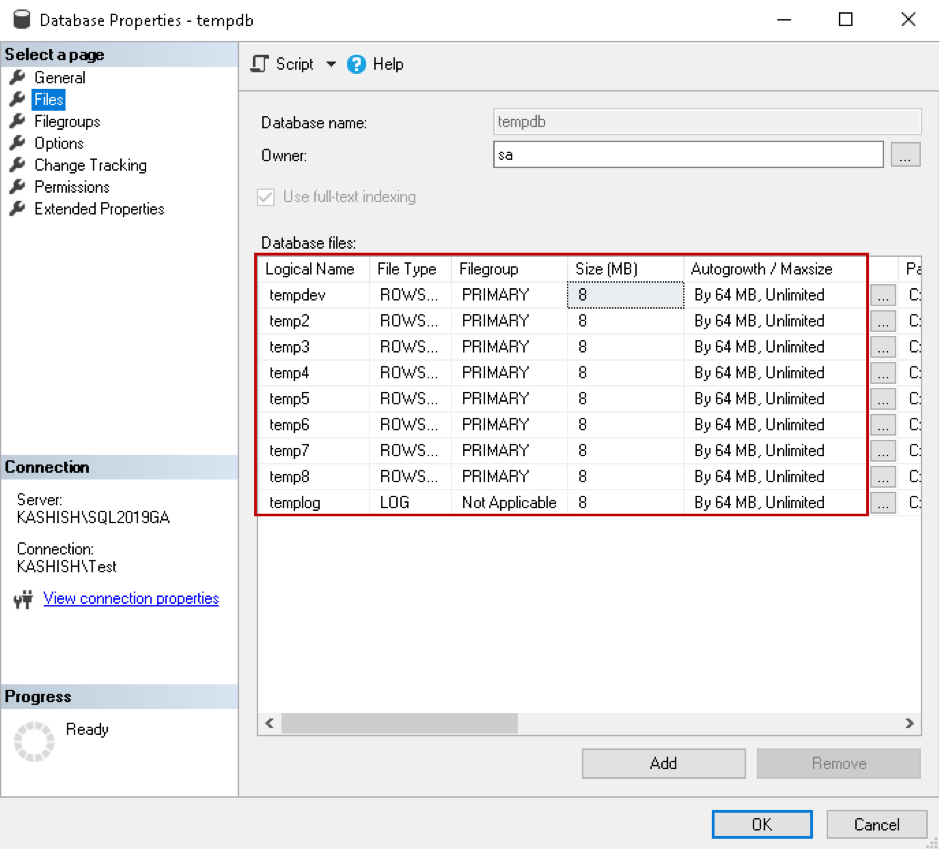 Database Properties - tempdb
Select a page
General
Files
Filegroups
Options
Change Tracking
Permissions
Extended Properties
Connection
Server:
KASHISH\SQL2019GA
Connection:
KASHISH\Test
View connection properties
Progress
Ready
Script Help
Database name: tempdb
Owner: sa ...
Use full-text indexing
Database files:
Logical Name File Type Filegroup Size (MB) Autogrowth / Maxsize Pa
tempdev ROWS... PRIMARY 8 By 64 MB, Unlimited ... C:
temp2 ROWS... PRIMARY 8 By 64 MB, Unlimited ... C:
temp3 ROWS... PRIMARY 8 By 64 MB, Unlimited ... C:
temp4 ROWS... PRIMARY 8 By 64 MB, Unlimited ... C:
temp5 ROWS... PRIMARY 8 By 64 MB, Unlimited ... C:
temp6 ROWS... PRIMARY 8 By 64 MB, Unlimited ... C:
temp7 ROWS... PRIMARY 8 By 64 MB, Unlimited ... C:
temp8 ROWS... PRIMARY 8 By 64 MB, Unlimited ... C:
templog LOG Not Applicable 8 By 64 MB, Unlimited ... C:
Add Remove
OK Cancel